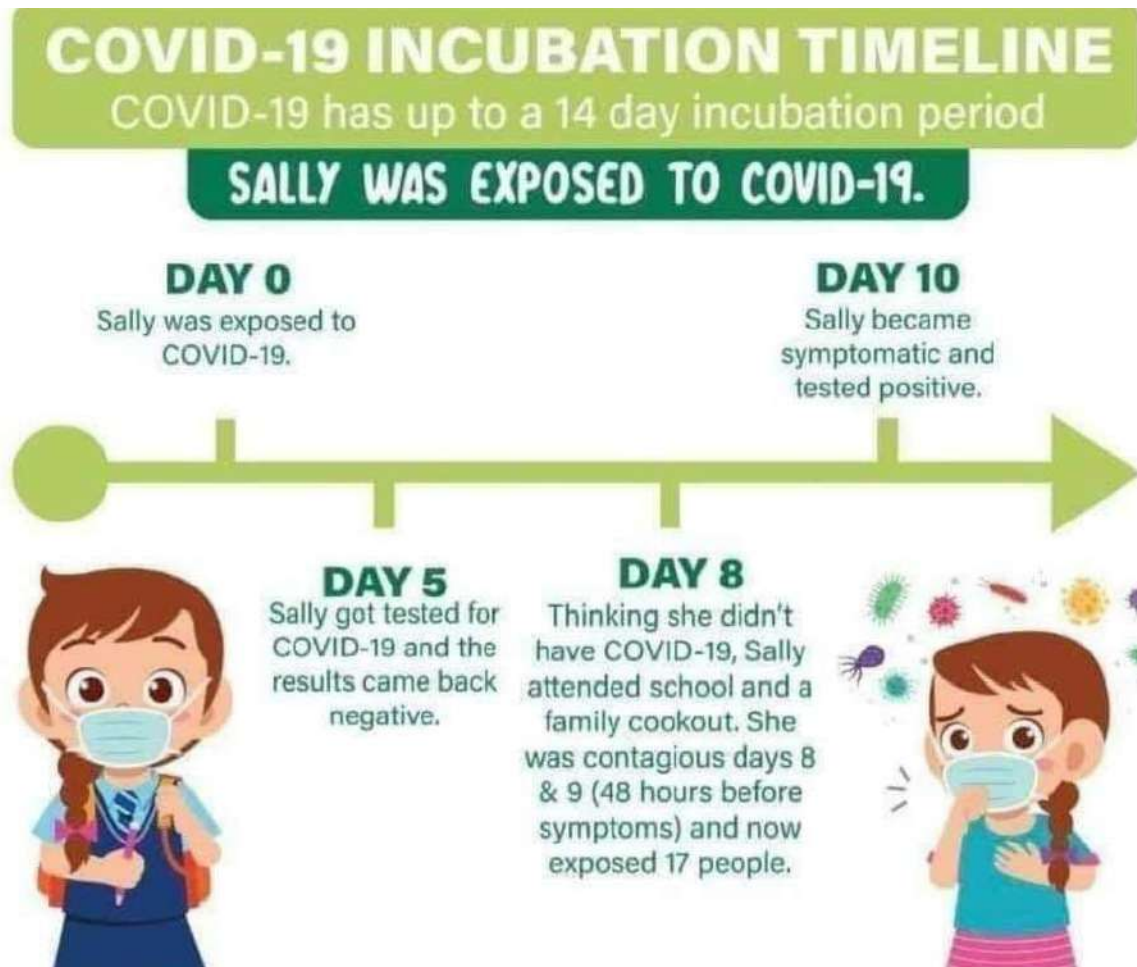 COVID-19 INCUBATION TIMELINE
COVID-19 has up to a 14 day incubation period
SALLY WAS EXPOSED TO COVID-19.
DAY 0
Sally was exposed to
COVID-19.
DAY 10
Sally became
symptomatic and
tested positive.
DAY 5
Sally got tested for
COVID-19 and the
results came back
negative.
DAY 8
Thinking she didn't
have COVID-19, Sally
attended school and a
family cookout. She
was contagious days 8
& 9 (48 hours before
symptoms) and now
exposed 17 people.